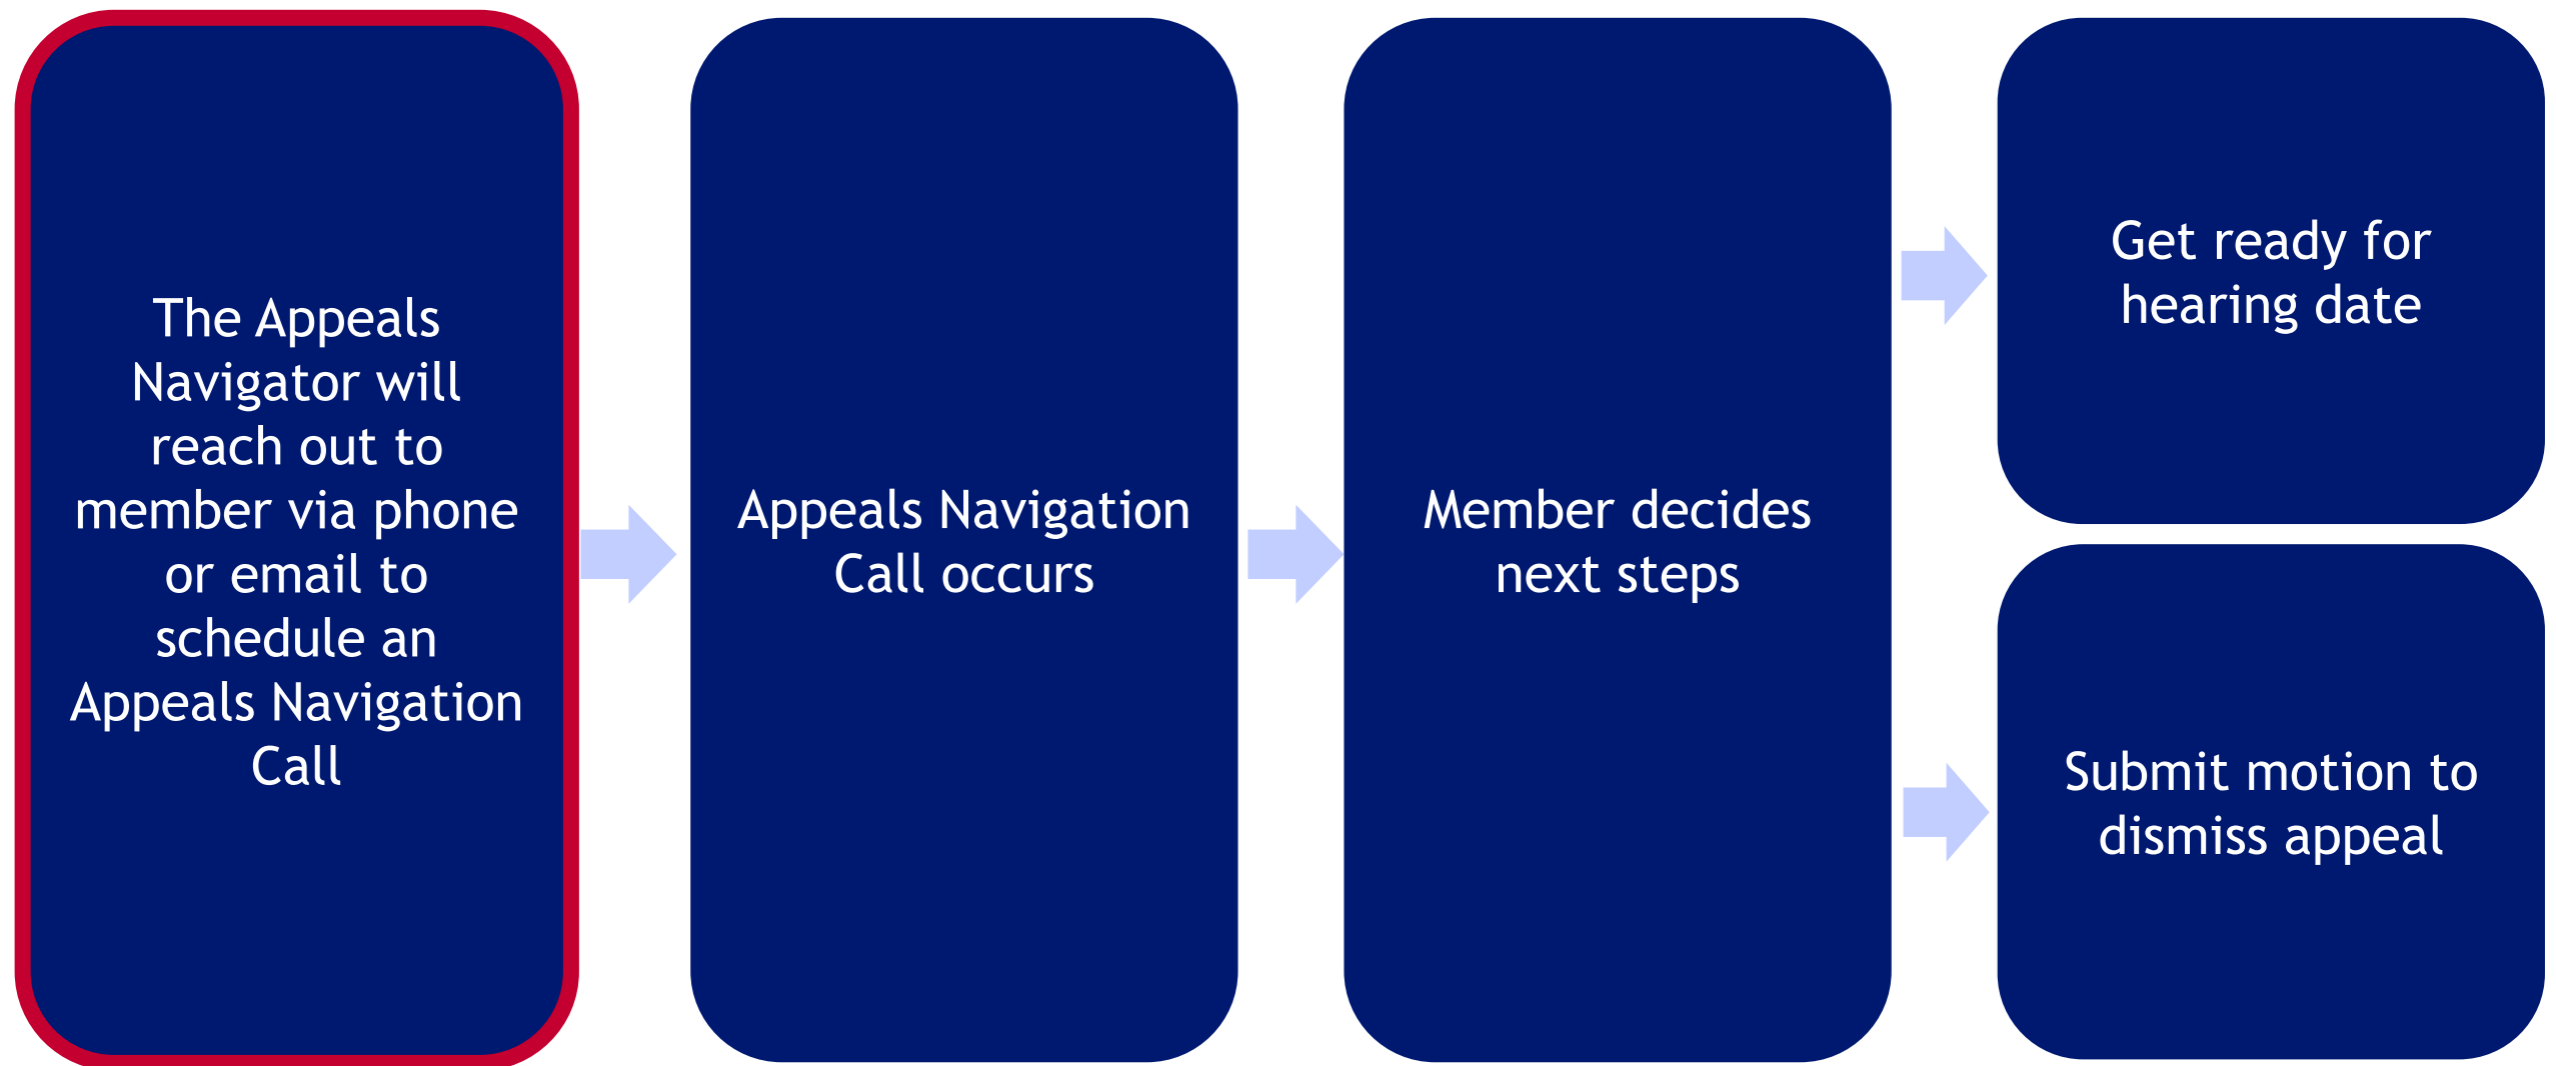 The Appeals
Navigator will
reach out to
member via phone
or email to
schedule an
Appeals Navigation
Call
Appeals Navigation
Call occurs
Member decides
next steps
Get ready for
hearing date
Submit motion to
dismiss appeal